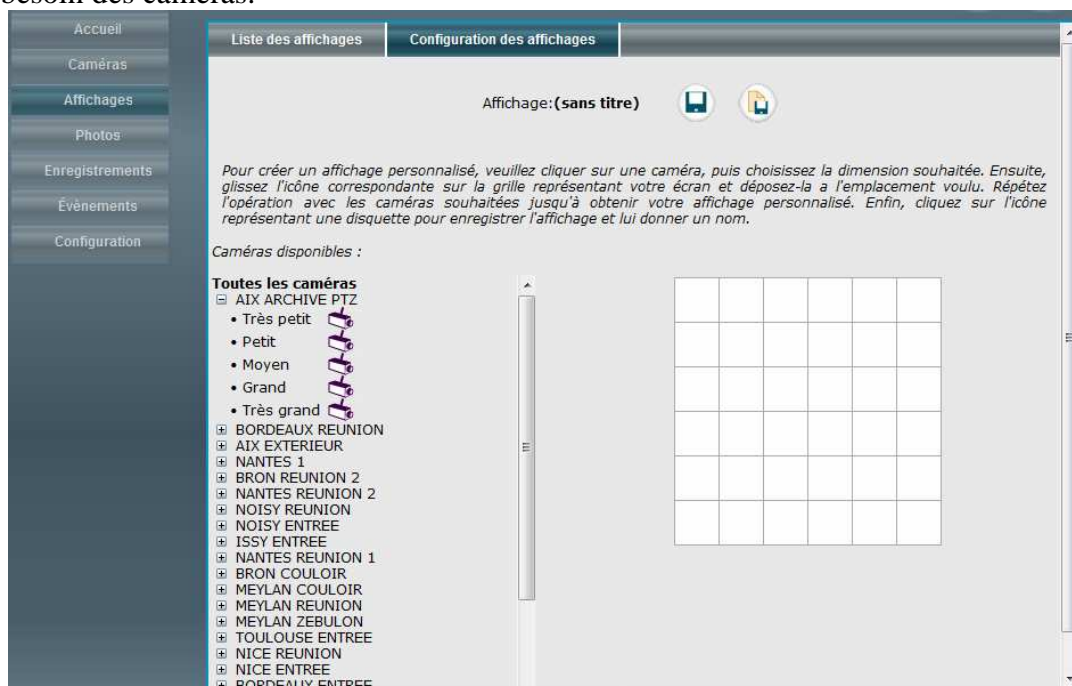 besoin des caméras.
Accueil
Caméras
Affichages
Photos
Enregistrements
Évènements
Configuration
Liste des affichages
Configuration des affichages
Affichage:(sans titre)
Pour créer un affichage personnalisé, veuillez cliquer sur une caméra, puis choisissez la dimension souhaitée. Ensuite,
glissez l'icône correspondante sur la grille représentant votre écran et déposez-la a l'emplacement voulu. Répétez
l'opération avec les caméras souhaitées jusqu'à obtenir votre affichage personnalisé. Enfin, cliquez sur l'icône
représentant une disquette pour enregistrer l'affichage et lui donner un nom.
Caméras disponibles :
Toutes les caméras
AIX ARCHIVE PTZ
• Très petit
• Petit
• Moyen
• Grand
• Très grand
BORDEAUX REUNION
AIX EXTERIEUR
NANTES 1
BRON REUNION 2
NANTES REUNION 2
NOISY REUNION
NOISY ENTREE
ISSY ENTREE
NANTES REUNION 1
BRON COULOIR
MEYLAN COULOIR
MEYLAN REUNION
MEYLAN ZEBULON
TOULOUSE ENTREE
NICE REUNION
NICE ENTREE
BORDEAUX ENTREE